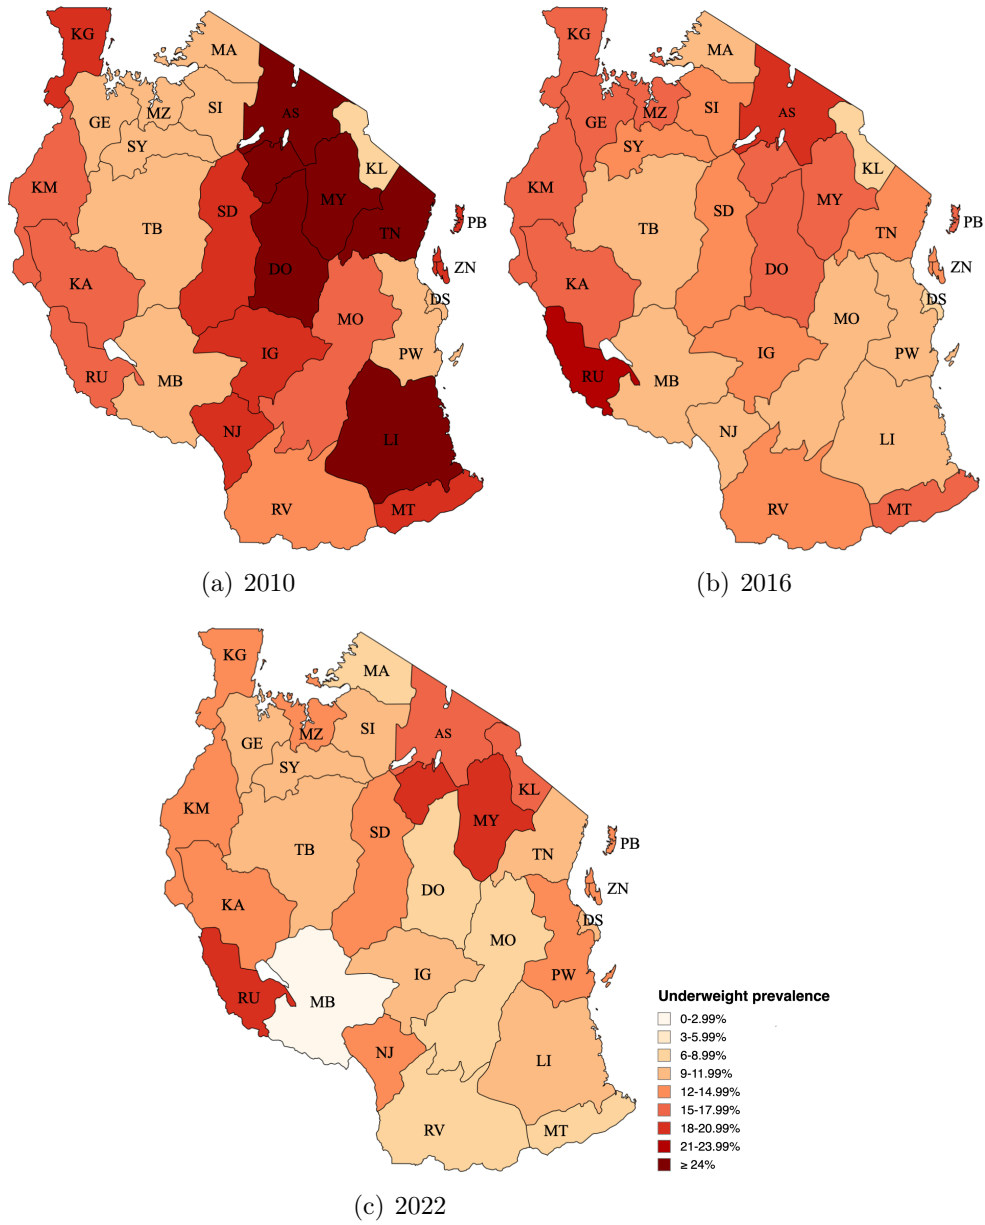 KG
MA
GE
MZ
SI
AS
SY
KL
KM
SD
MY
TB
TN
PB
DO
ZN
KA
DS
MO
IG
PW
RU
MB
NJ
LI
RV
MT
(a) 2010
KG
MA
GE
MZ
SI
AS
SY
KL
KM
SD
MY
TB
TN
PB
DO
ZN
KA
DS
MO
IG
PW
RU
MB
NJ
LI
RV
MT
(b) 2016
KG
MA
GE
MZ
SI
AS
SY
KL
KM
SD
MY
TB
TN
PB
DO
ZN
KA
DS
MO
IG
PW
RU
MB
NJ
LI
RV
MT
Underweight prevalence
0-2.99%
3-5.99%
6-8.99%
9-11.99%
12-14.99%
15-17.99%
18-20.99%
21-23.99%
≥ 24%
(c) 2022